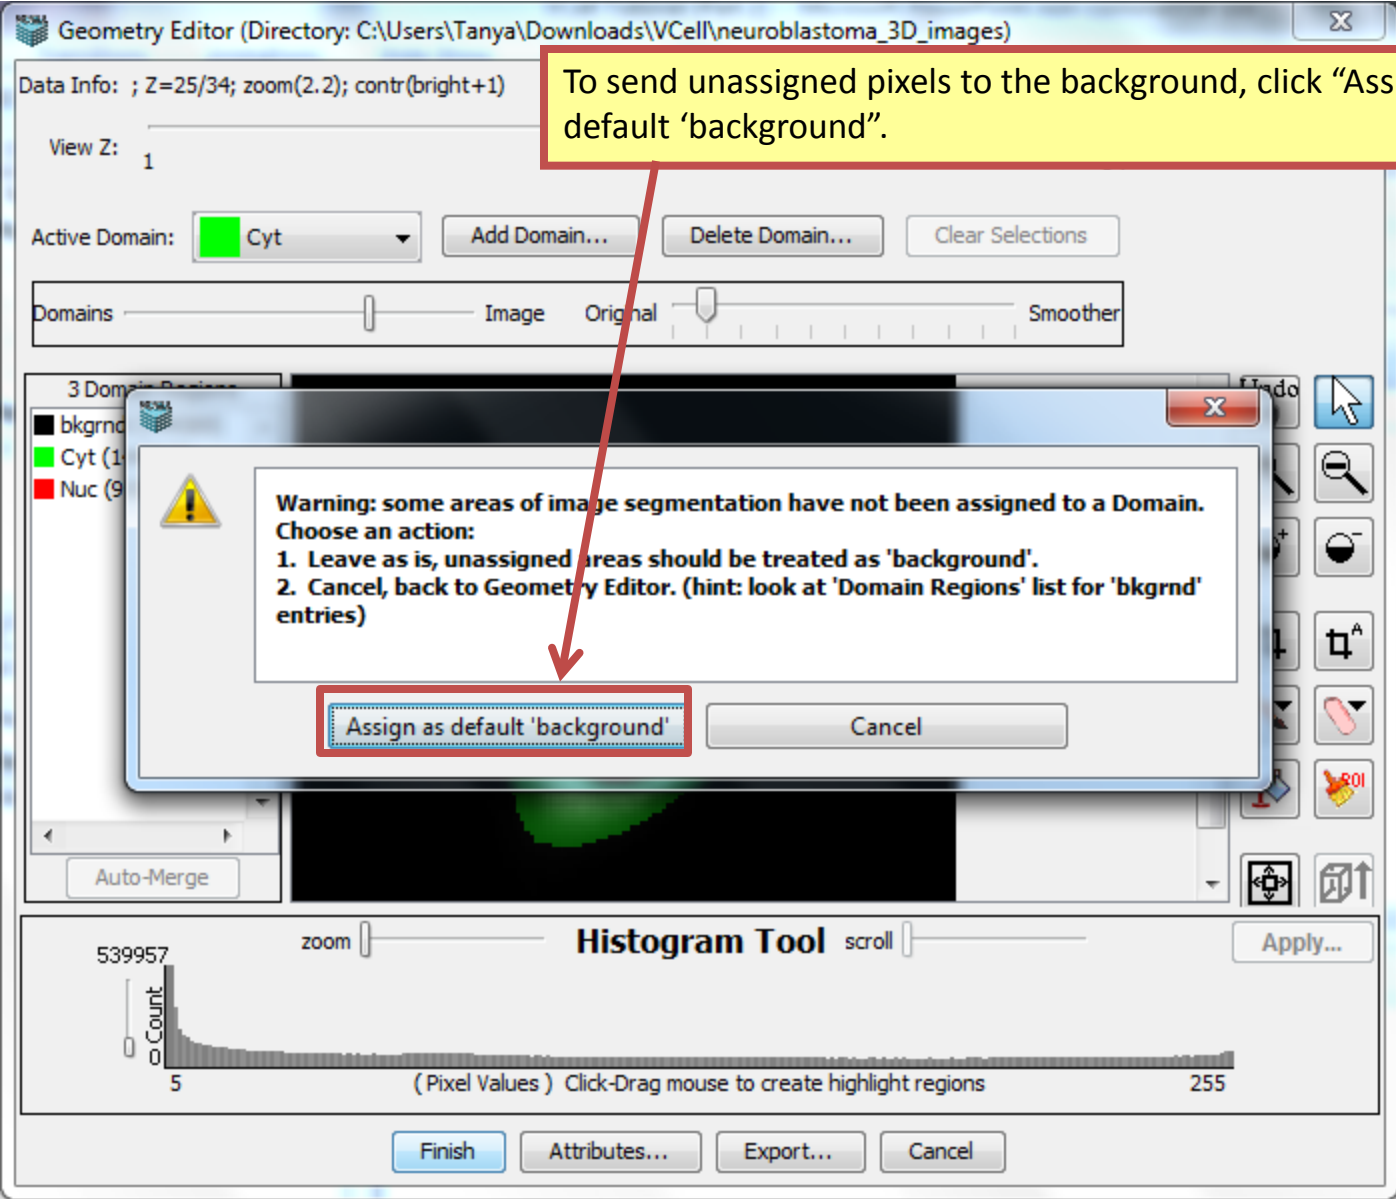 Geometry Editor (Directory: C:\Users\Tanya\Downloads\VCell\neuroblastoma_3D_images)
Data Info: ; Z=25/34; zoom(2.2); contr(bright+1)
To send unassigned pixels to the background, click “Ass
default ‘background”.
View Z:
1
Active Domain:
Cyt
Add Domain...
Delete Domain...
Clear Selections
Domains
Image
Original
Smoother
3 Domain Regions
bkgrnd
Cyt (1
Nuc (9
Warning: some areas of image segmentation have not been assigned to a Domain.
Choose an action:
1. Leave as is, unassigned areas should be treated as 'background'.
2. Cancel, back to Geometry Editor. (hint: look at 'Domain Regions' list for 'bkgrnd'
entries)
Assign as default 'background'
Cancel
Undo
A
ROI
Auto-Merge
zoom
Histogram Tool
scroll
Apply...
539957
Count
0
0
5
( Pixel Values ) Click-Drag mouse to create highlight regions
255
Finish
Attributes...
Export...
Cancel